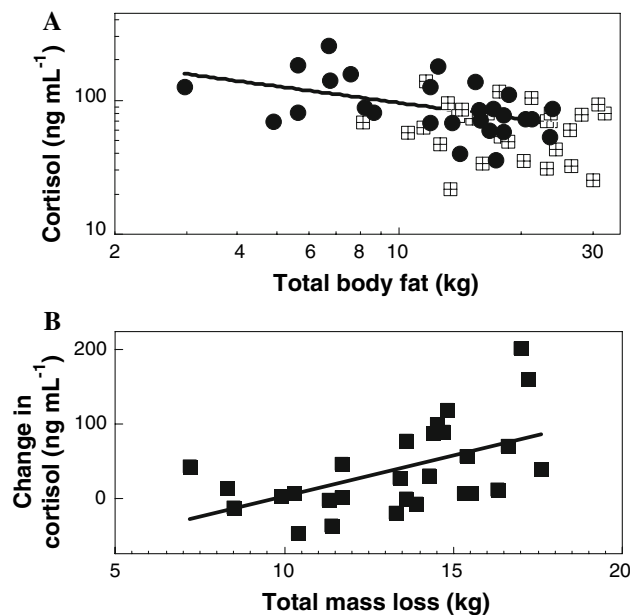 A
Cortisol (ng mL⁻¹)
100
10
2
4
6
8
10
20
30
Total body fat (kg)
B
Change in
cortisol (ng mL⁻¹)
200
100
0
5
10
15
20
Total mass loss (kg)